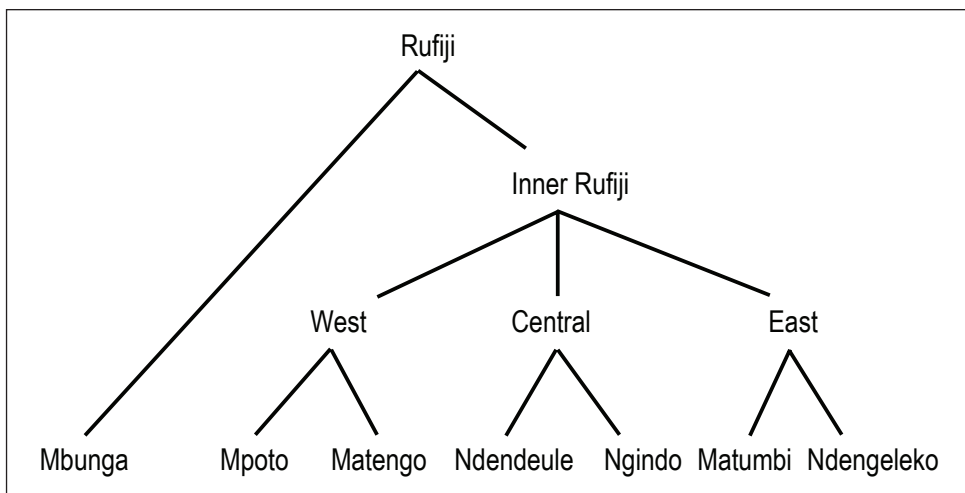 Rufiji
Inner Rufiji
West Central East
Mbunga Mpoto Matengo Ndendeule Ngindo Matumbi Ndengeleko